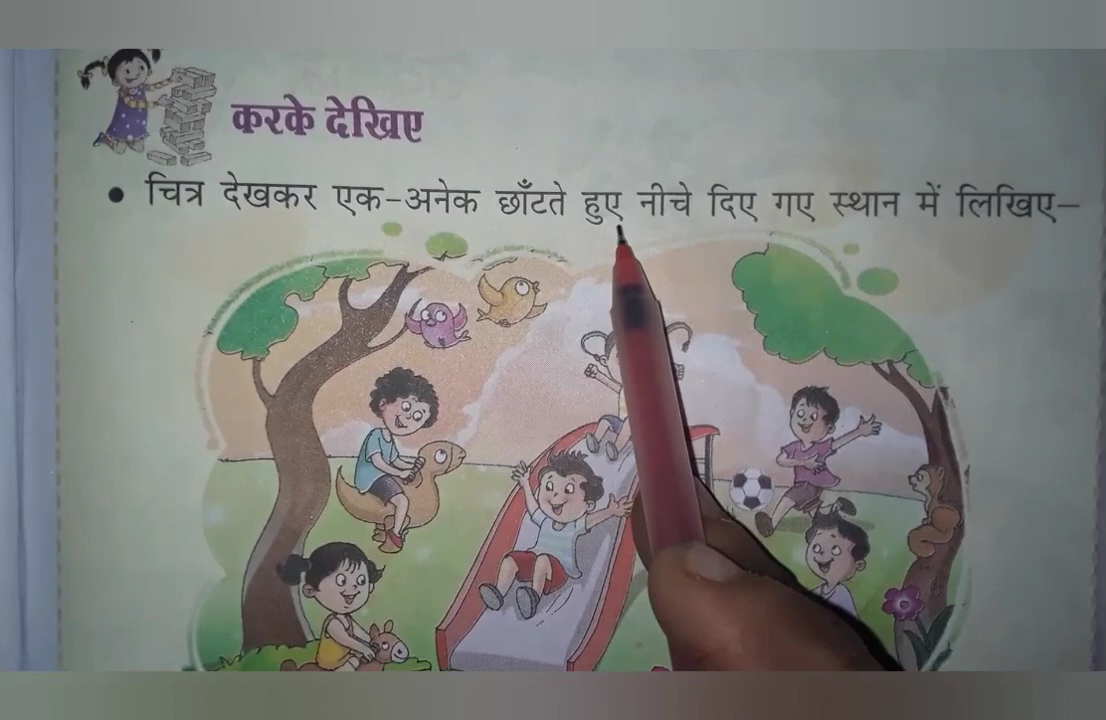 करके देखिए
• चित्र देखकर एक-अनेक छाँटते हुए नीचे दिए गए स्थान में लिखिए-